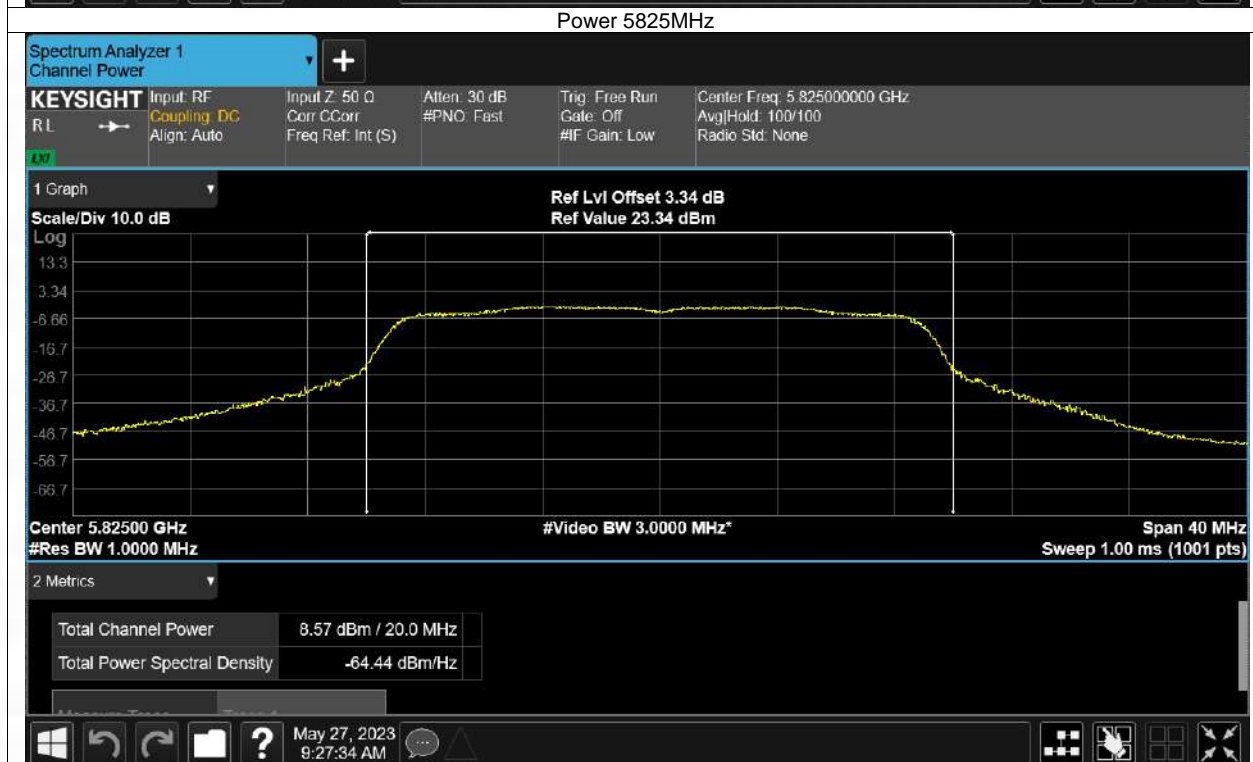 Power 5825MHz
Spectrum Analyzer 1
Channel Power
+
KEYSIGHT Input: RF Input Z: 50 Ω Atten: 30 dB Trig: Free Run Center Freq: 5.825000000 GHz
RL Coupling: DC Corr CCorr #PNO: Fast Gate: Off Avg|Hold: 100/100
Align: Auto Freq Ref: Int (S) #IF Gain: Low Radio Std: None
LXI
1 Graph
Ref Lvl Offset 3.34 dB
Scale/Div 10.0 dB Ref Value 23.34 dBm
Log
13.3
3.34
-6.66
-16.7
-26.7
-36.7
-46.7
-56.7
-66.7
Center 5.82500 GHz #Video BW 3.0000 MHz* Span 40 MHz
#Res BW 1.0000 MHz Sweep 1.00 ms (1001 pts)
2 Metrics
Total Channel Power 8.57 dBm / 20.0 MHz
Total Power Spectral Density -64.44 dBm/Hz
? May 27, 2023
9:27:34 AM